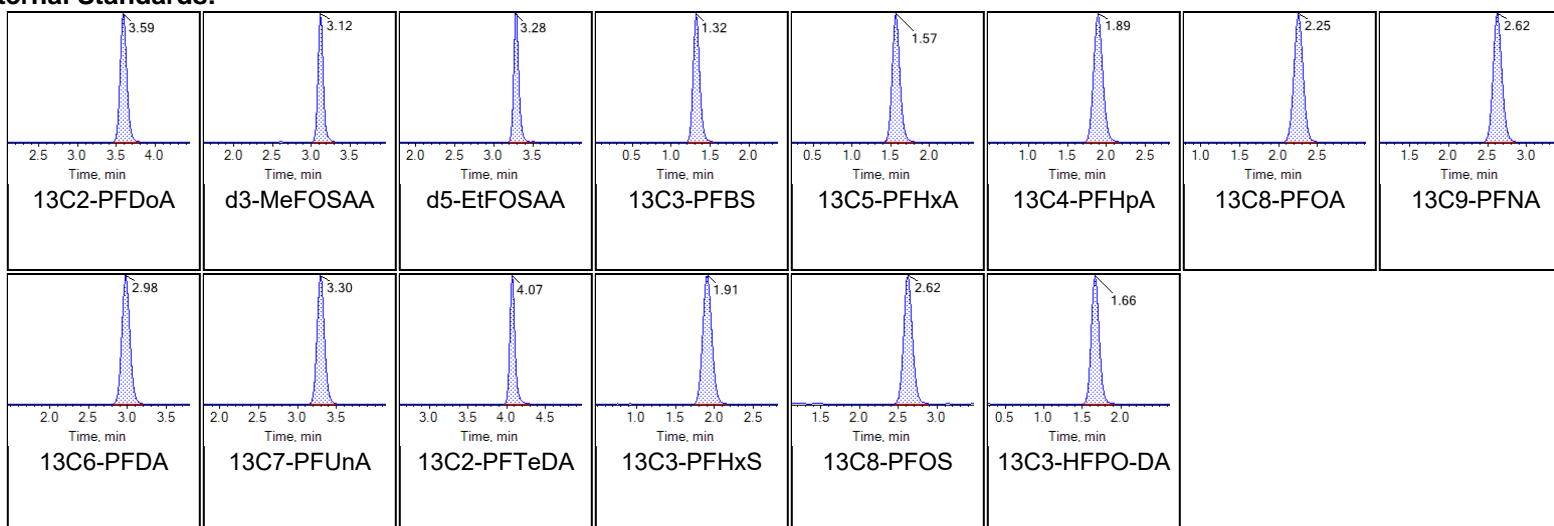 ternal Standards:
3.59
2.5 3.0 3.5 4.0
Time, min
13C2-PFDoA
3.12
2.0 2.5 3.0 3.5
Time, min
d3-MeFOSAA
3.28
2.0 2.5 3.0 3.5
Time, min
d5-EtFOSAA
1.32
0.5 1.0 1.5 2.0
Time, min
13C3-PFBS
1.57
0.5 1.0 1.5 2.0
Time, min
13C5-PFHxA
1.89
1.0 1.5 2.0 2.5
Time, min
13C4-PFHpA
2.25
1.0 1.5 2.0 2.5
Time, min
13C8-PFOA
2.62
1.5 2.0 2.5 3.0
Time, min
13C9-PFNA
2.98
2.0 2.5 3.0 3.5
Time, min
13C6-PFDA
3.30
2.0 2.5 3.0 3.5
Time, min
13C7-PFUnA
4.07
3.0 3.5 4.0 4.5
Time, min
13C2-PFTeDA
1.91
1.0 1.5 2.0 2.5
Time, min
13C3-PFHxS
2.62
1.5 2.0 2.5 3.0
Time, min
13C8-PFOS
1.66
0.5 1.0 1.5 2.0
Time, min
13C3-HFPO-DA